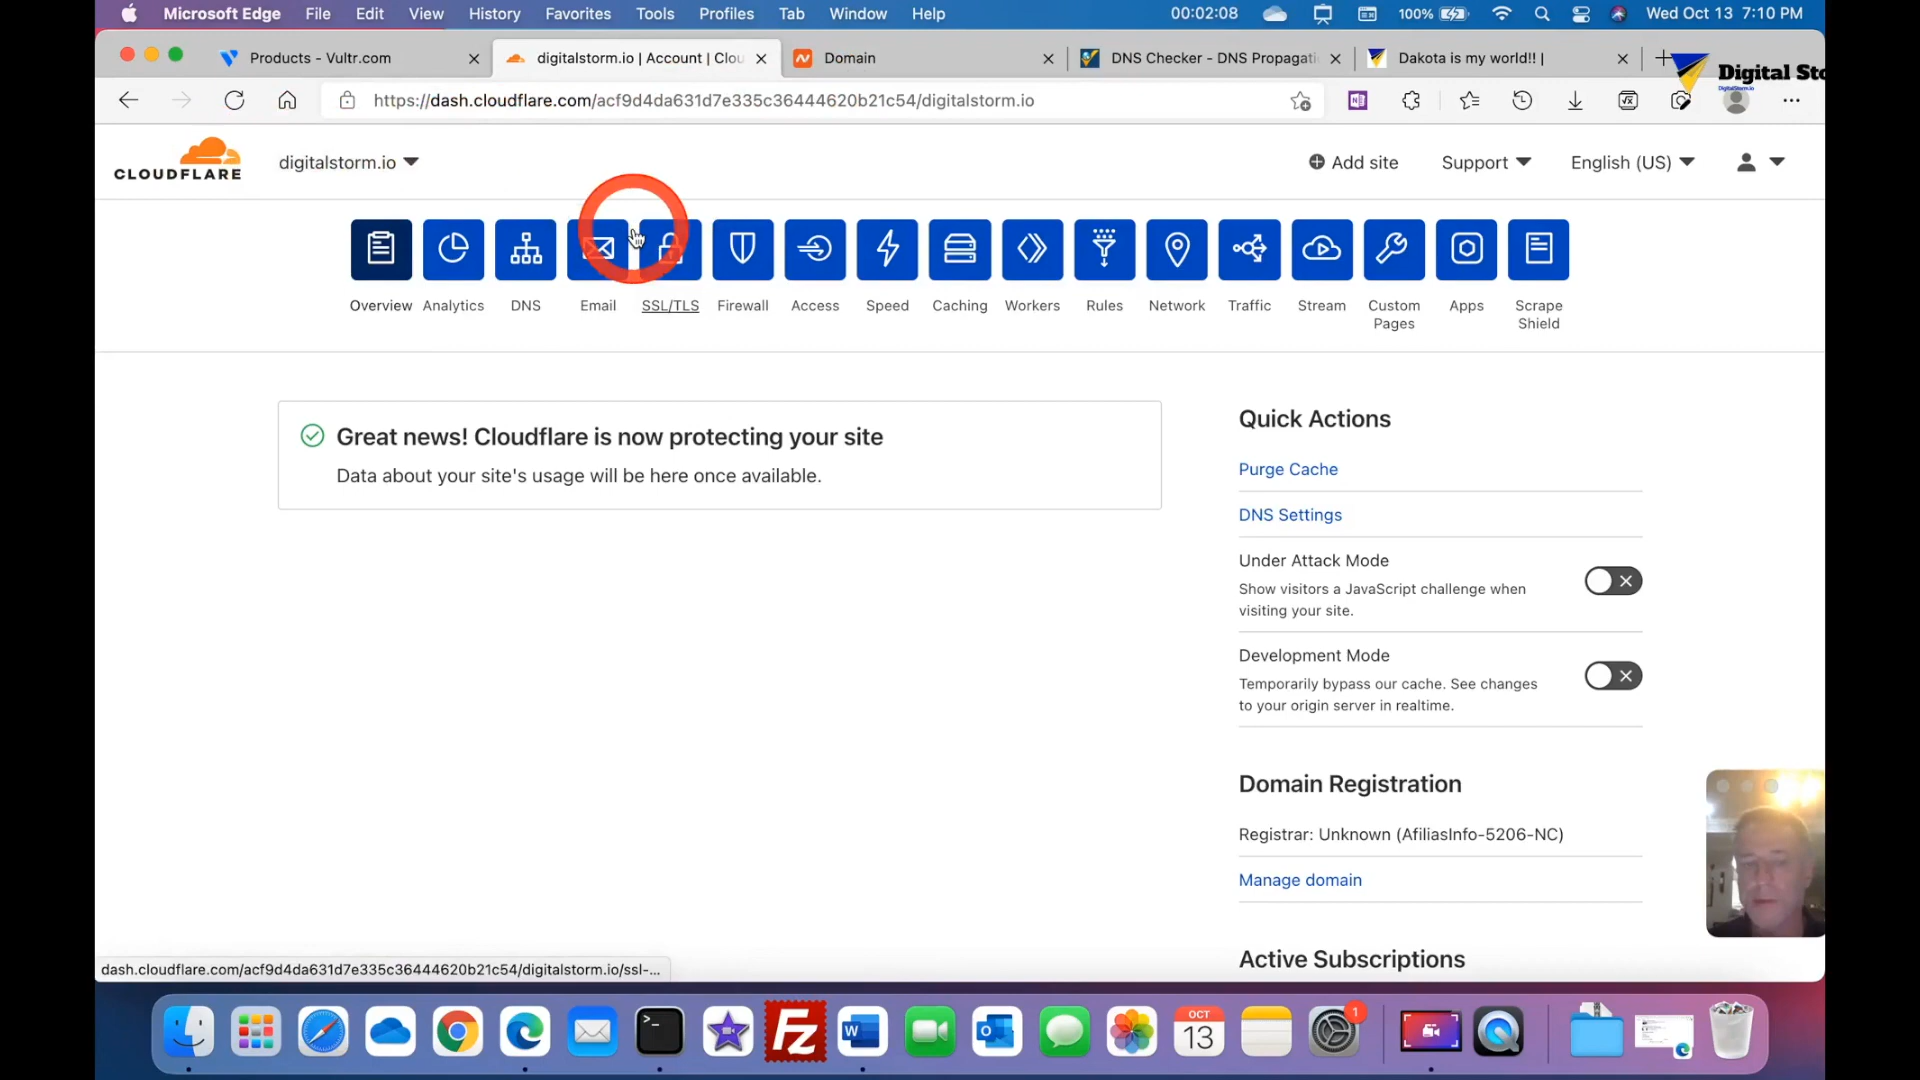 Microsoft Edge File Edit View History Favorites Tools Profiles Tab Window Help 00:02:08 100% Wed Oct 13 7:10 PM
Products - Vultr.com digitalstorm.io | Account | Clou Domain DNS Checker - DNS Propagati Dakota is my world!! |
Digital Sto
DigitalStorm.io
https://dash.cloudflare.com/acf9d4da631d7e335c36444620b21c54/digitalstorm.io
CLOUDFLARE digitalstorm.io Add site Support English (US)
Overview Analytics DNS Email SSL/TLS Firewall Access Speed Caching Workers Rules Network Traffic Stream Custom Pages Apps Scrape Shield
Great news! Cloudflare is now protecting your site
Data about your site's usage will be here once available.
Quick Actions
Purge Cache
DNS Settings
Under Attack Mode
Show visitors a JavaScript challenge when
visiting your site.
Development Mode
Temporarily bypass our cache. See changes
to your origin server in realtime.
Domain Registration
Registrar: Unknown (AfiliasInfo-5206-NC)
Manage domain
Active Subscriptions
dash.cloudflare.com/acf9d4da631d7e335c36444620b21c54/digitalstorm.io/ssl-...
>_ Fz W O OCT 1
13